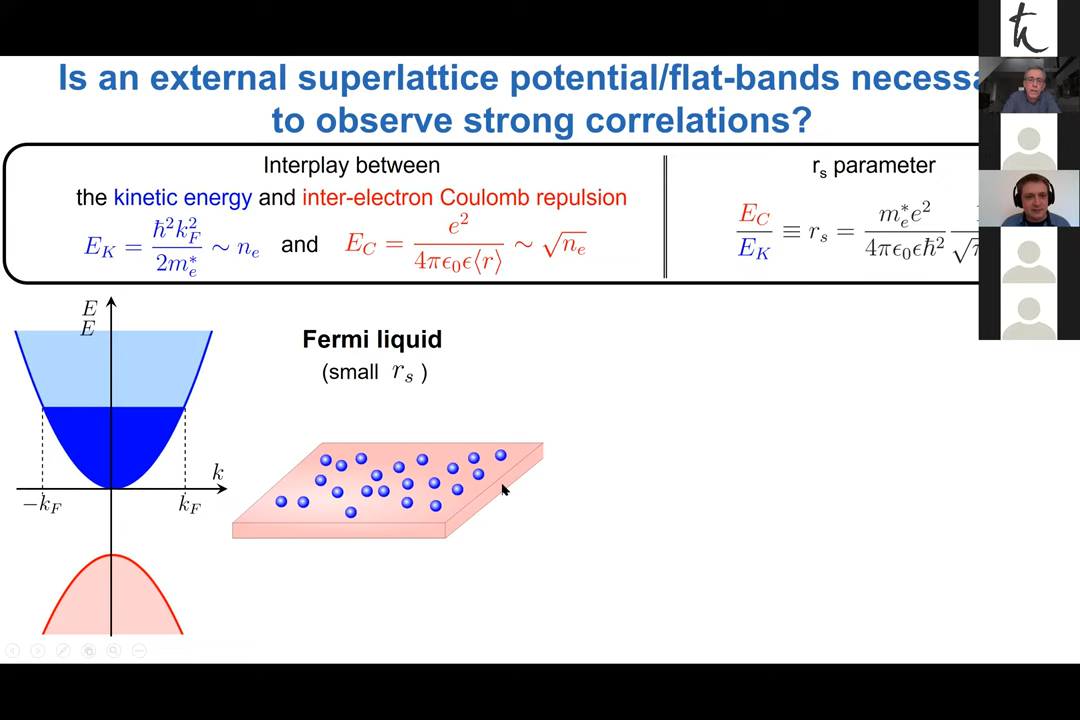 Is an external superlattice potential/flat-bands
to observe strong correlations?
Interplay between
the kinetic energy and inter-electron Coulomb repulsion
E_K = ℏ²k_F² / 2m_e* ~ n_e and E_C = e² / 4πϵ₀ϵ⟨r⟩ ~ √n_e
r_s parameter
E_C / E_K ≡ r_s = m_e* e² / 4πϵ₀ϵℏ²
E
E
Fermi liquid
(small r_s )
k
−k_F
k_F
ħ